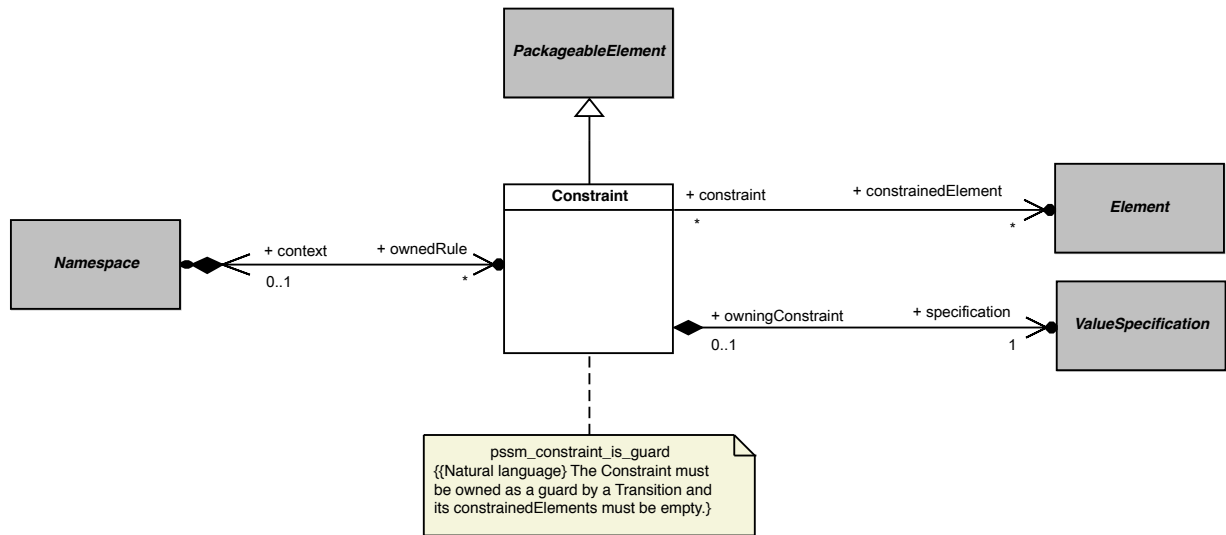 PackageableElement
Constraint
+ constraint
+ constrainedElement
*
*
Element
Namespace
+ context
+ ownedRule
0..1
*
+ owningConstraint
+ specification
0..1
1
ValueSpecification
pssm_constraint_is_guard
{{Natural language} The Constraint must
be owned as a guard by a Transition and
its constrainedElements must be empty.}